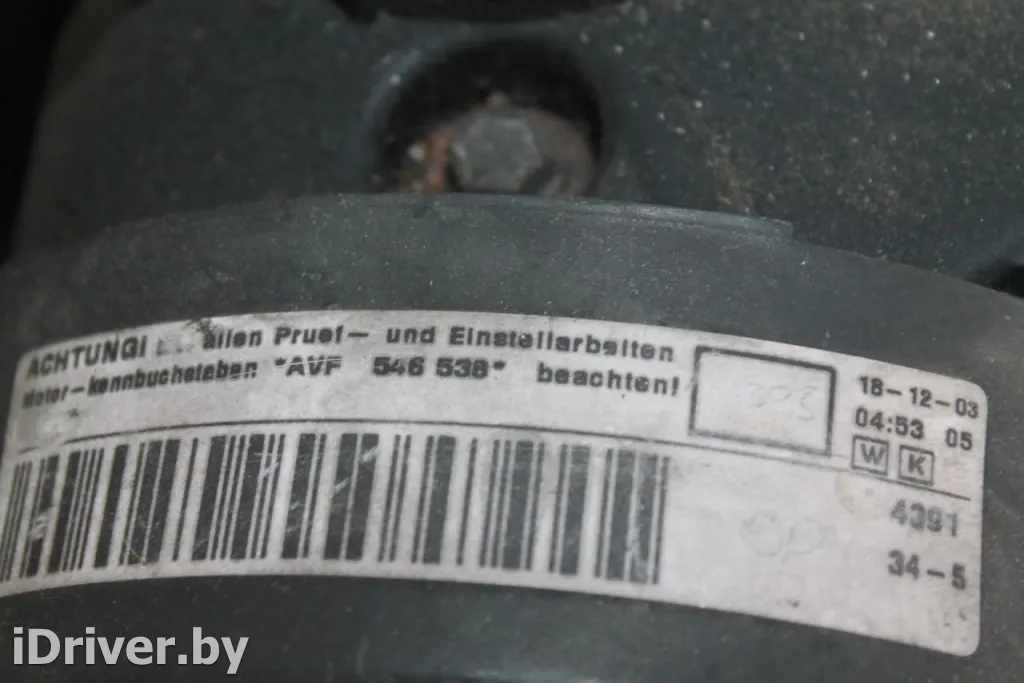 ACHTUNG! allen Pruef- und Einstellarbeiten
Motor-kennbuchstaben *AVF 546 538* beachten!
305
18-12-03
04:53 05
W K
4391
34-5
iDriver.by